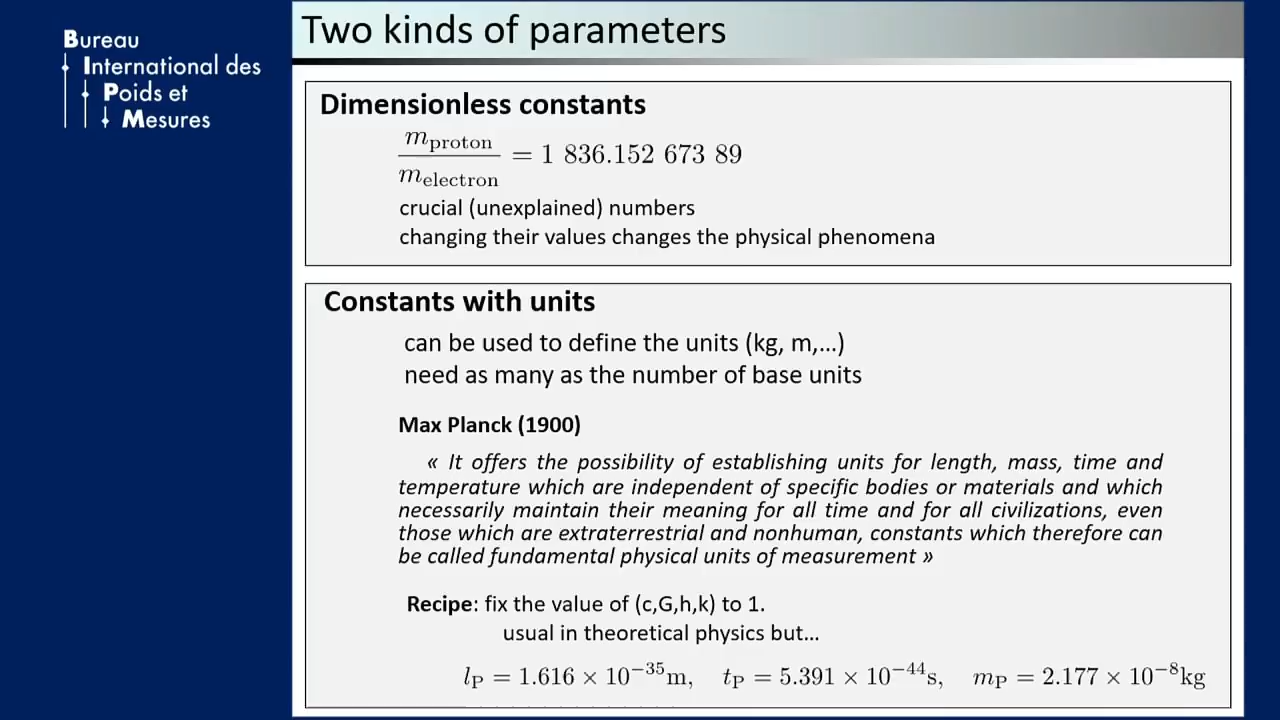 Bureau
International des
Poids et
Mesures
Two kinds of parameters
Dimensionless constants
m_proton / m_electron = 1 836.152 673 89
crucial (unexplained) numbers
changing their values changes the physical phenomena
Constants with units
can be used to define the units (kg, m,...)
need as many as the number of base units
Max Planck (1900)
« It offers the possibility of establishing units for length, mass, time and
temperature which are independent of specific bodies or materials and which
necessarily maintain their meaning for all time and for all civilizations, even
those which are extraterrestrial and nonhuman, constants which therefore can
be called fundamental physical units of measurement »
Recipe: fix the value of (c,G,h,k) to 1.
usual in theoretical physics but...
l_P = 1.616 × 10^−35 m, t_P = 5.391 × 10^−44 s, m_P = 2.177 × 10^−8 kg